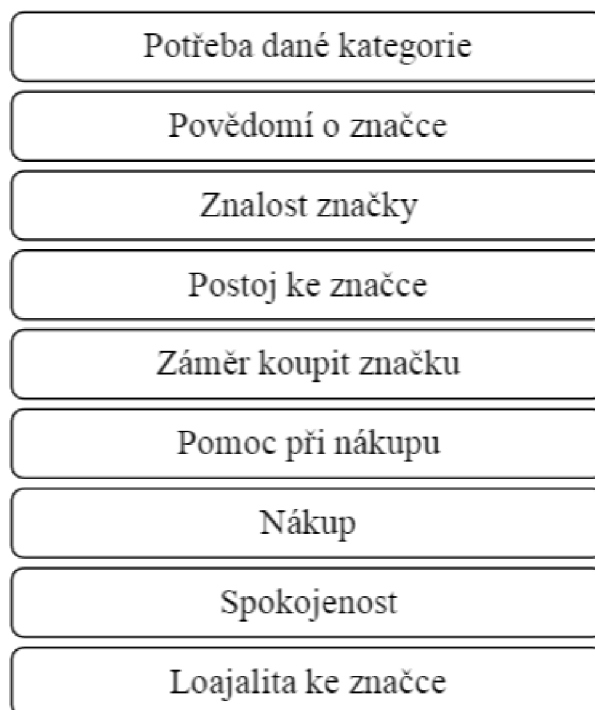 Potřeba dané kategorie
Povědomí o značce
Znalost značky
Postoj ke značce
Záměr koupit značku
Pomoc při nákupu
Nákup
Spokojenost
Loajalita ke značce